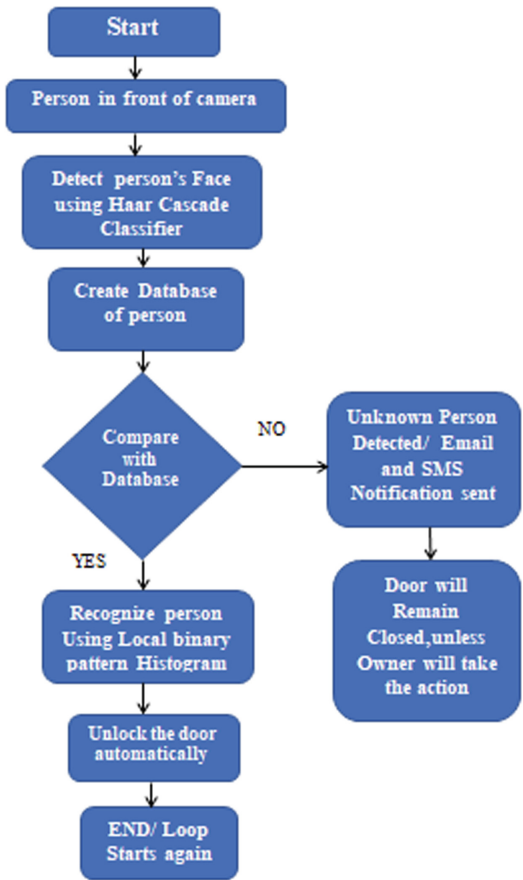 Start
Person in front of camera
Detect person's Face
using Haar Cascade
Classifier
Create Database
of person
Compare
with
Database
NO
Unknown Person
Detected/ Email
and SMS
Notification sent
Door will
Remain
Closed,unless
Owner will take
the action
YES
Recognize person
Using Local binary
pattern Histogram
Unlock the door
automatically
END/ Loop
Starts again